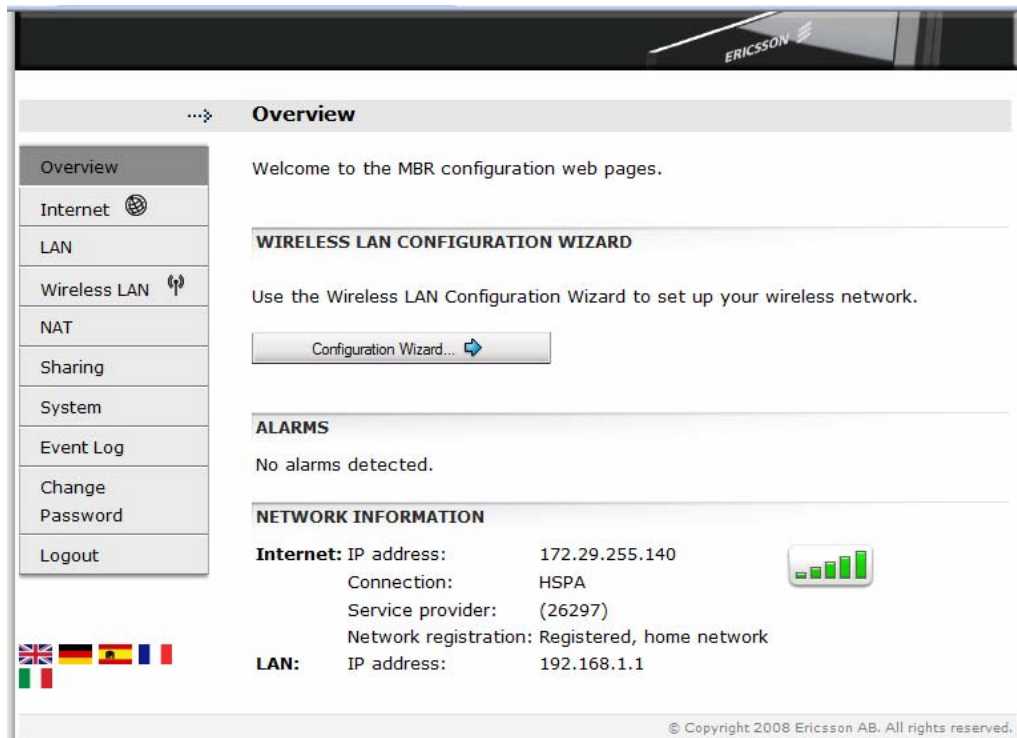 ERICSSON
Overview
Overview
Internet
LAN
Wireless LAN
NAT
Sharing
System
Event Log
Change
Password
Logout
Welcome to the MBR configuration web pages.
WIRELESS LAN CONFIGURATION WIZARD
Use the Wireless LAN Configuration Wizard to set up your wireless network.
Configuration Wizard...
ALARMS
No alarms detected.
NETWORK INFORMATION
Internet: IP address: 172.29.255.140
Connection: HSPA
Service provider: (26297)
Network registration: Registered, home network
LAN: IP address: 192.168.1.1
© Copyright 2008 Ericsson AB. All rights reserved.